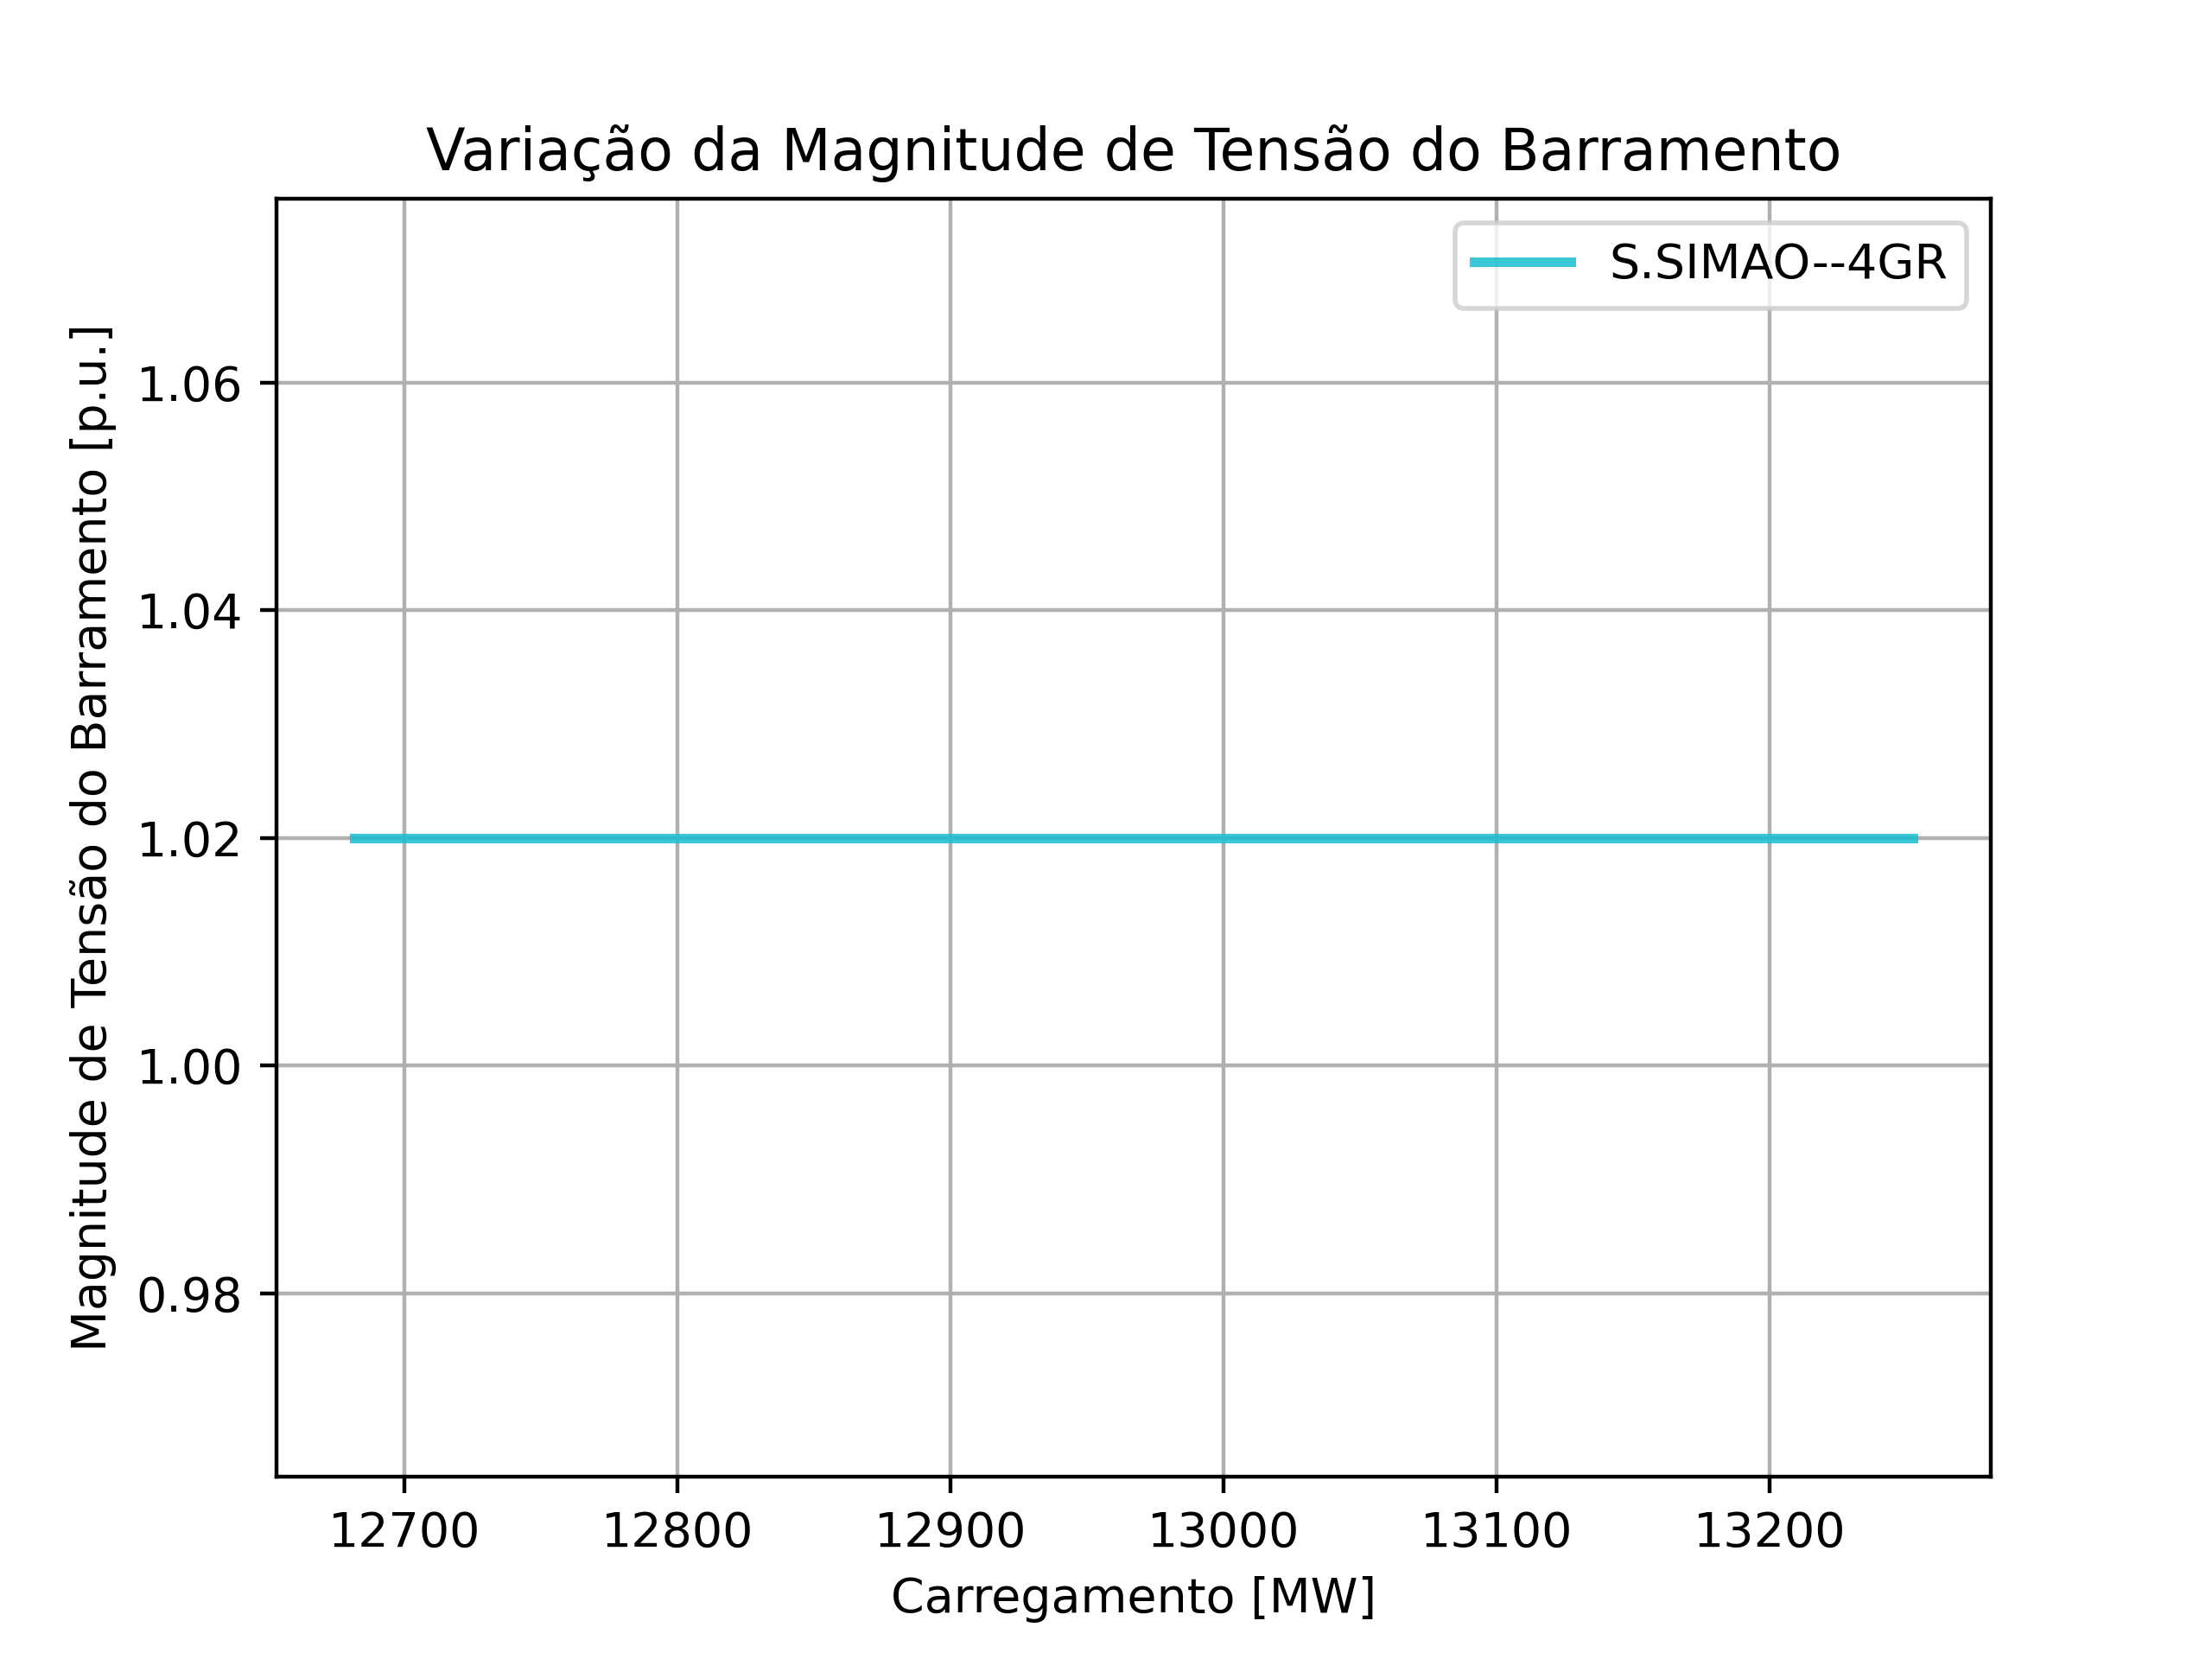 Variação da Magnitude de Tensão do Barramento
S.SIMAO--4GR
Magnitude de Tensão do Barramento [p.u.]
1.06
1.04
1.02
1.00
0.98
12700 12800 12900 13000 13100 13200
Carregamento [MW]